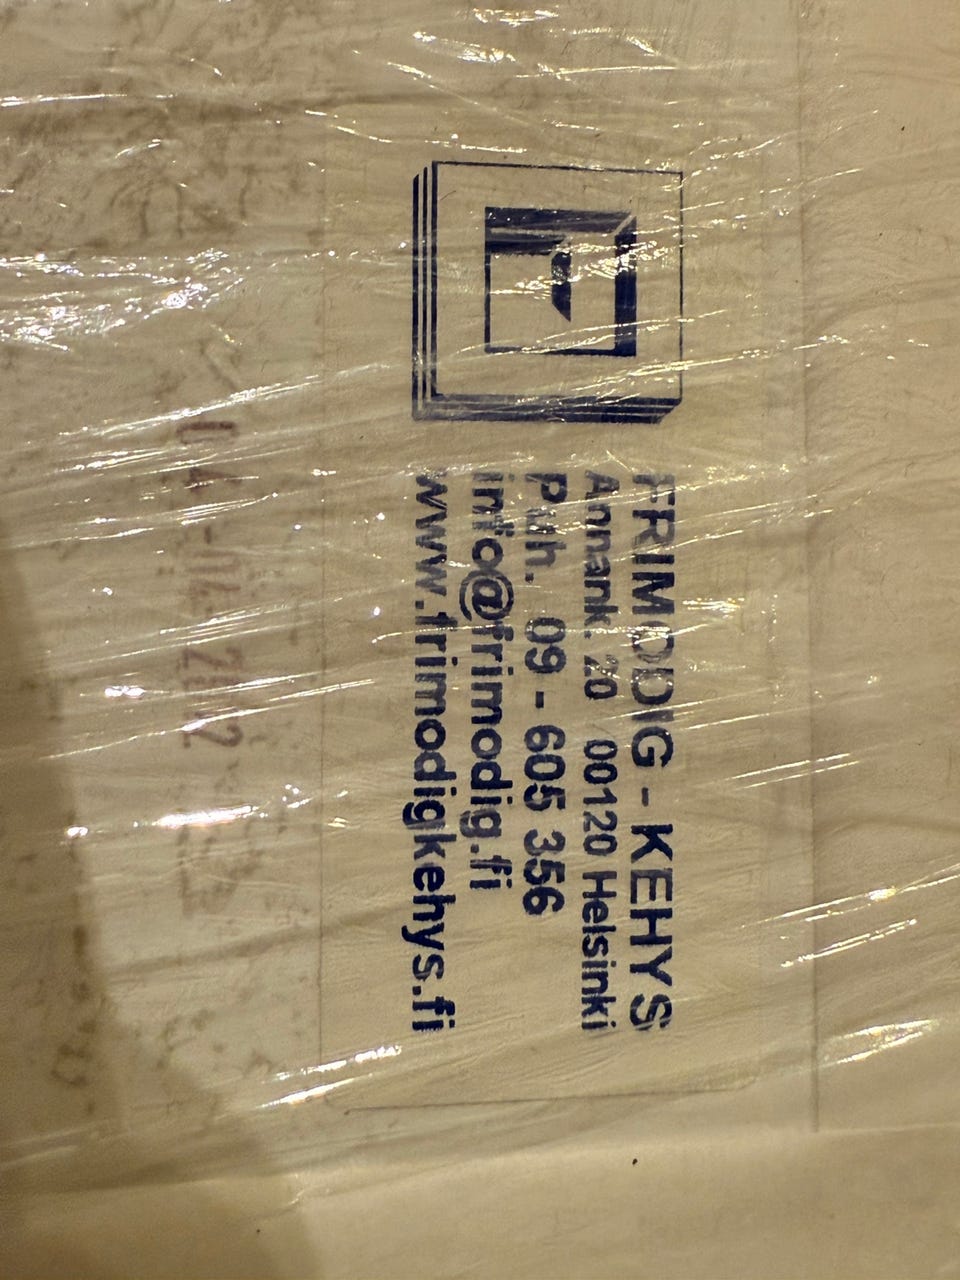 FRIMODIG - KEHYS
Annank. 20 00120 Helsinki
Puh. 09 - 605 356
info@frimodig.fi
www.frimodigkehys.fi